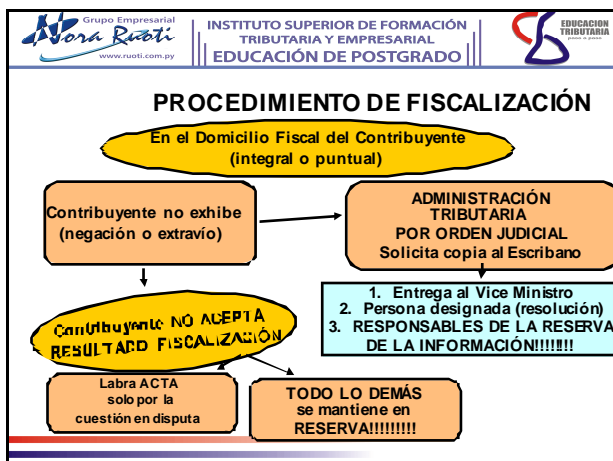 Grupo Empresarial
Nora Ruoti
www.ruoti.com.py
INSTITUTO SUPERIOR DE FORMACIÓN
TRIBUTARIA Y EMPRESARIAL
EDUCACIÓN DE POSTGRADO
EDUCACION
TRIBUTARIA
paso a paso
PROCEDIMIENTO DE FISCALIZACIÓN
En el Domicilio Fiscal del Contribuyente
(integral o puntual)
Contribuyente no exhibe
(negación o extravío)
ADMINISTRACIÓN
TRIBUTARIA
POR ORDEN JUDICIAL
Solicita copia al Escribano
1. Entrega al Vice Ministro
2. Persona designada (resolución)
3. RESPONSABLES DE LA RESERVA
DE LA INFORMACIÓN!!!!!!!!
Contribuyente NO ACEPTA
RESULTADO FISCALIZACIÓN
Labra ACTA
solo por la
cuestión en disputa
TODO LO DEMÁS
se mantiene en
RESERVA!!!!!!!!!